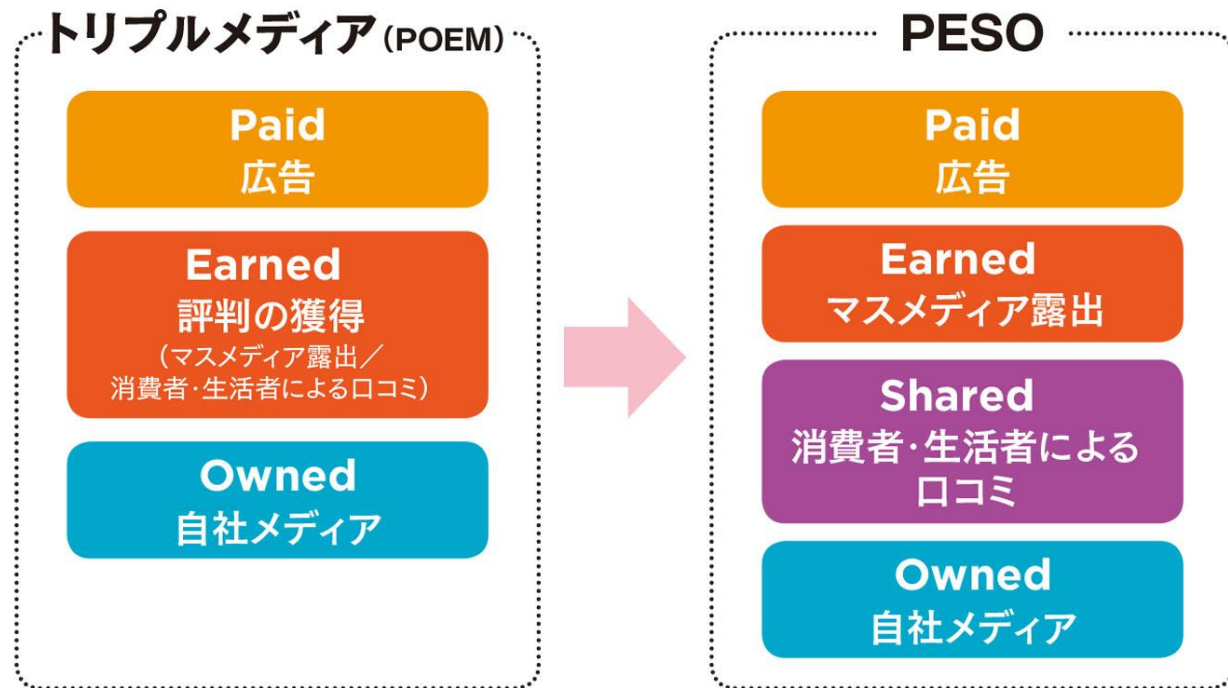 トリプルメディア(POEM)
Paid
広告
Earned
評判の獲得
(マスメディア露出/
消費者・生活者による口コミ)
Owned
自社メディア
PESO
Paid
広告
Earned
マスメディア露出
Shared
消費者・生活者による
口コミ
Owned
自社メディア